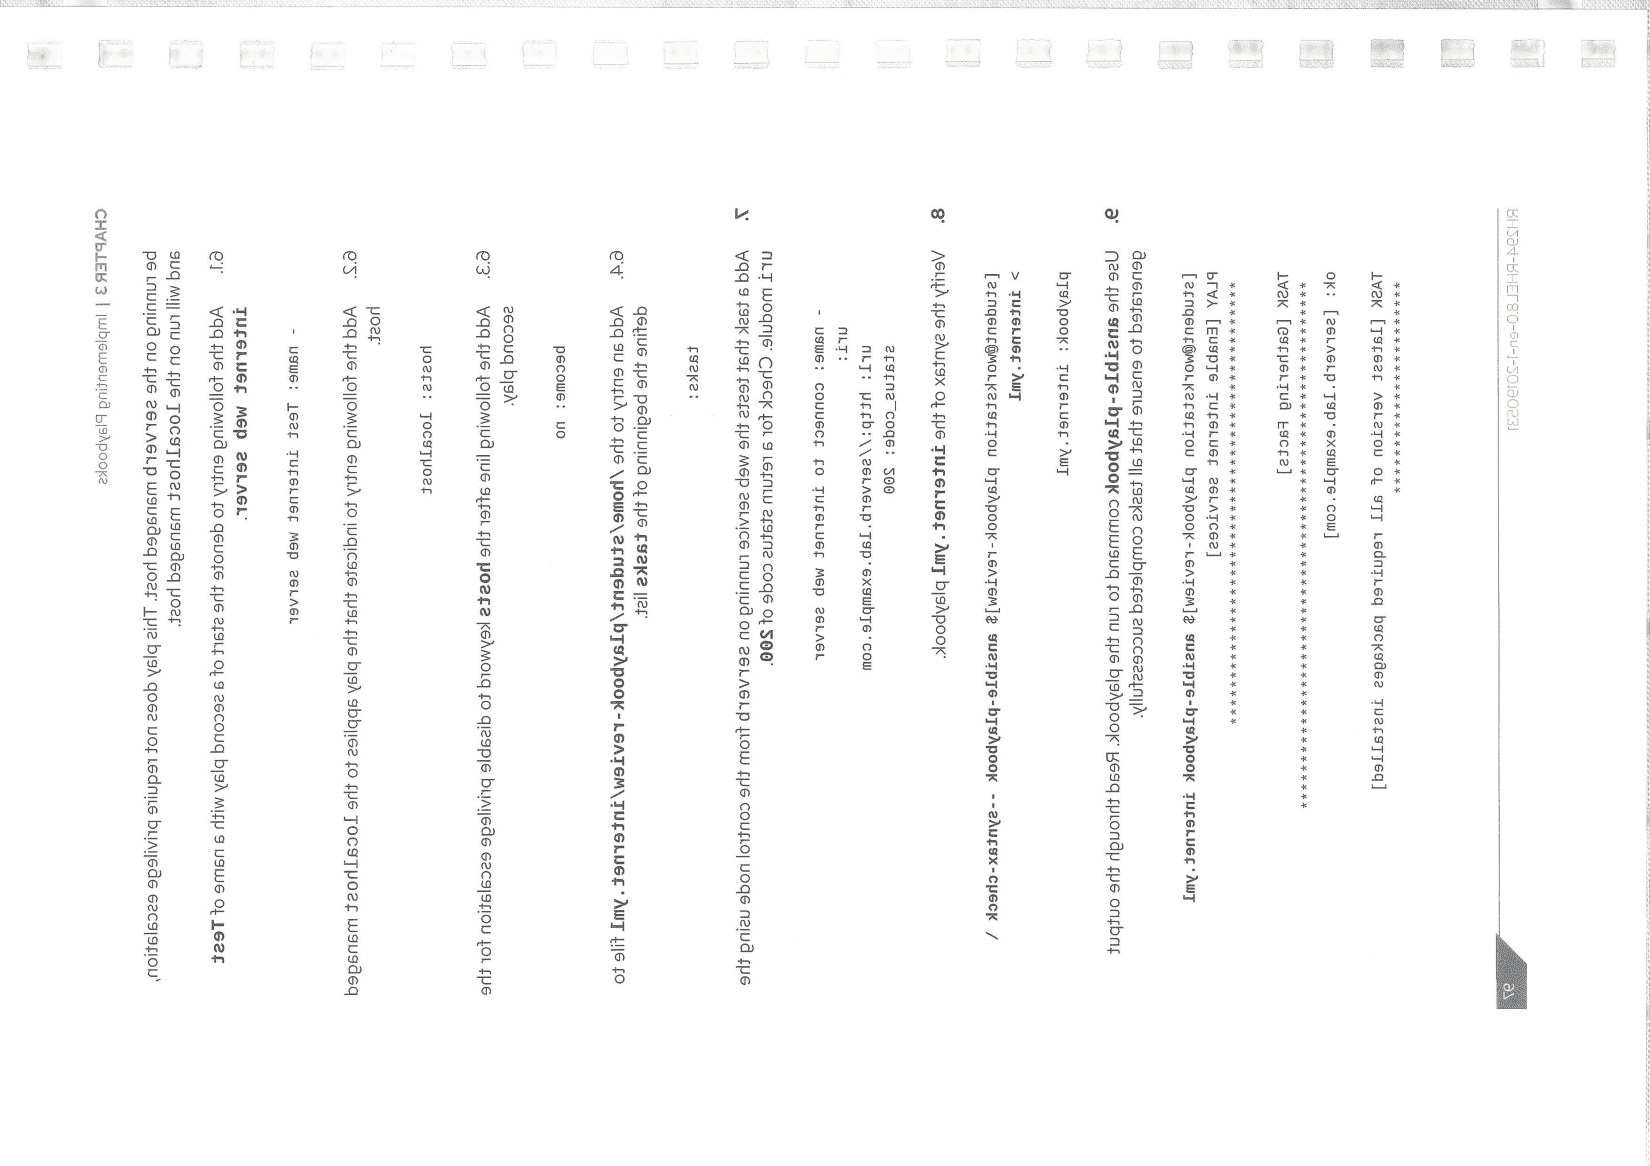 CHAPTER 3 | Implementing Playbooks
be running on the serverb managed host. This play does not require privilege escalation,
and will run on the localhost managed host.
6.1. Add the following entry to denote the start of a second play with a name of Test
internet web server.
- name: Test internet web server
6.2. Add the following entry to indicate that the play applies to the localhost managed
host.
hosts: localhost
6.3. Add the following line after the hosts keyword to disable privilege escalation for the
second play.
become: no
6.4. Add an entry to the /home/student/playbook-review/internet.yml file to
define the beginning of the tasks list.
tasks:
7. Add a task that tests the web services running on serverb from the control node using the
uri module. Check for a return status code of 200.
- name: connect to internet web server
uri:
url: http://serverb.lab.example.com
status_code: 200
8. Verify the syntax of the internet.yml playbook.
[student@workstation playbook-review]$ ansible-playbook --syntax-check \
> internet.yml
playbook: internet.yml
9. Use the ansible-playbook command to run the playbook. Read through the output
generated to ensure that all tasks completed successfully.
[student@workstation playbook-review]$ ansible-playbook internet.yml
PLAY [Enable internet services]
************************************************************
TASK [Gathering Facts]
************************************************************************
ok: [serverb.lab.example.com]
TASK [latest version of all required packages installed]
*****************************
RH294-RHEL8.0-en-1-20190531
97